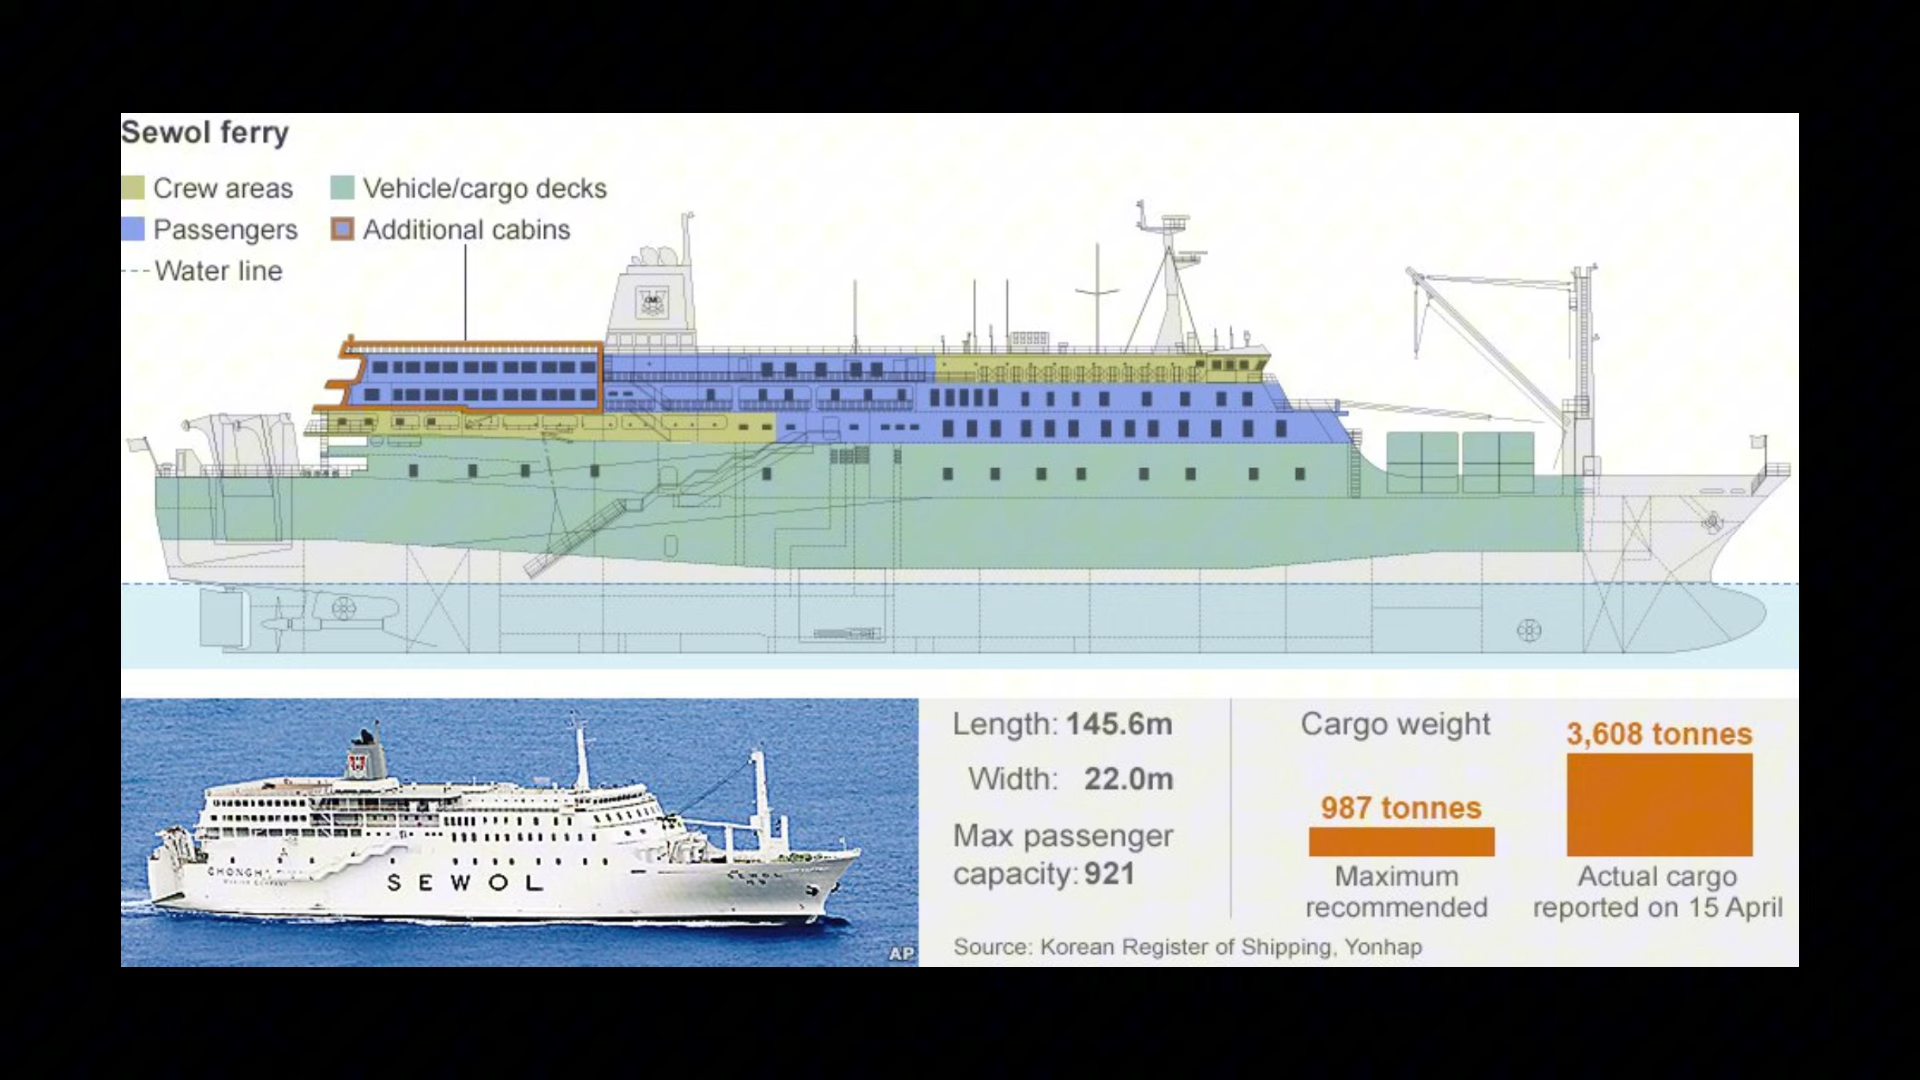 Sewol ferry
Crew areas
Vehicle/cargo decks
Passengers
Additional cabins
Water line
SEWOL
AP
Length: 145.6m
Width: 22.0m
Max passenger
capacity: 921
Cargo weight
987 tonnes
Maximum
recommended
3,608 tonnes
Actual cargo
reported on 15 April
Source: Korean Register of Shipping, Yonhap